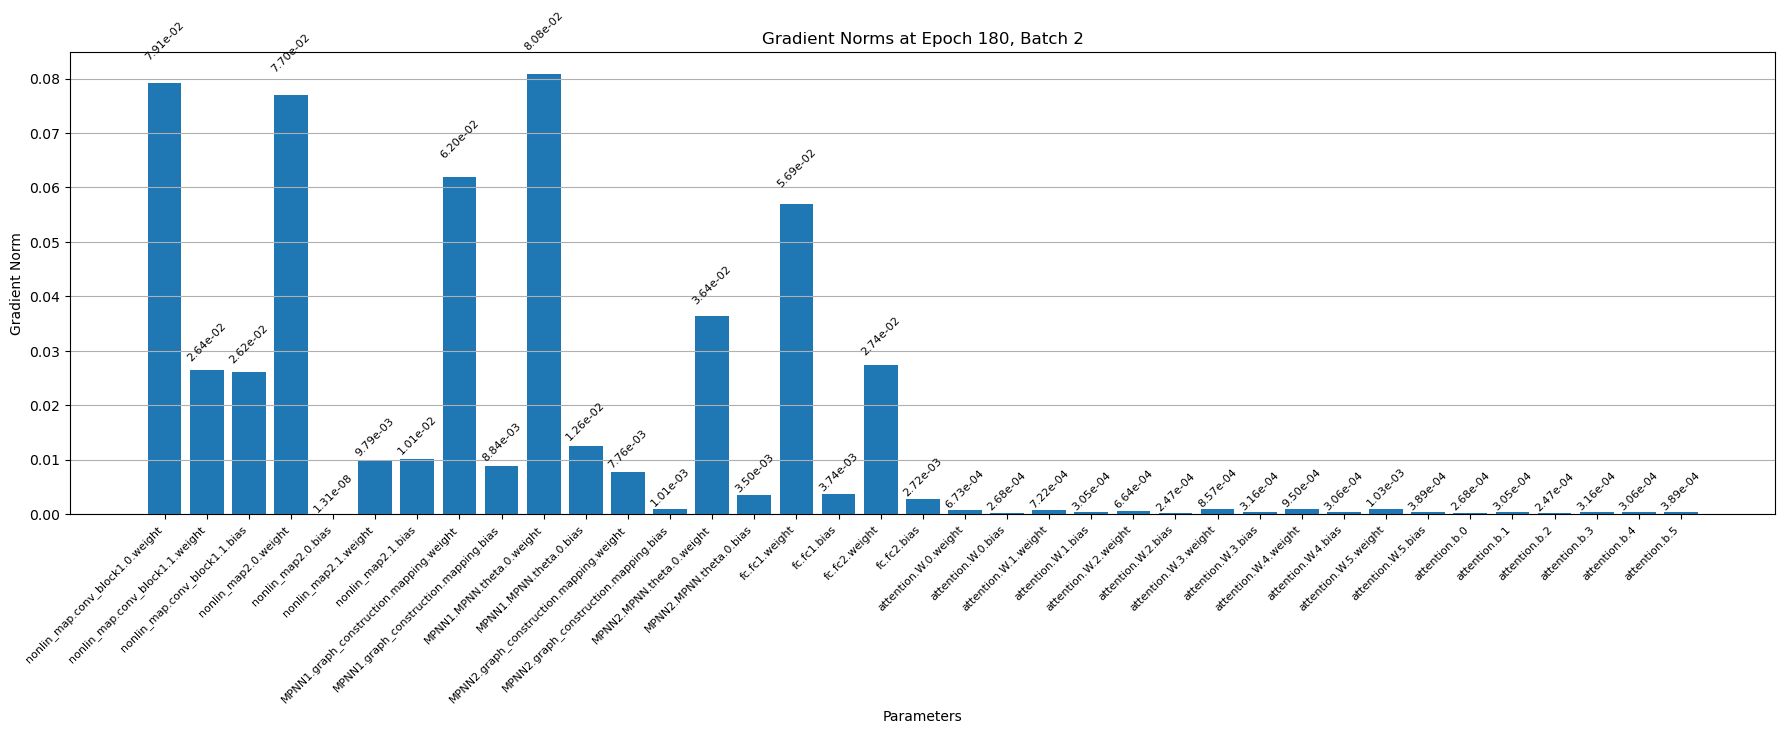 Gradient Norms at Epoch 180, Batch 2
Gradient Norm
0.08
0.07
0.06
0.05
0.04
0.03
0.02
0.01
0.00
7.91e-02
2.64e-02
2.62e-02
7.70e-02
1.31e-08
9.79e-03
1.01e-02
6.20e-02
8.84e-03
8.08e-02
1.26e-02
7.76e-03
1.01e-03
3.64e-02
3.50e-03
5.69e-02
3.74e-03
2.74e-02
2.72e-03
6.73e-04
2.68e-04
7.22e-04
3.05e-04
6.64e-04
2.47e-04
8.57e-04
3.16e-04
9.50e-04
3.06e-04
1.03e-03
3.89e-04
2.68e-04
3.05e-04
2.47e-04
3.16e-04
3.06e-04
3.89e-04
nonlin_map.conv_block1.0.weight
nonlin_map.conv_block1.1.weight
nonlin_map.conv_block1.1.bias
nonlin_map2.0.weight
nonlin_map2.0.bias
nonlin_map2.1.weight
nonlin_map2.1.bias
MPNN1.graph_construction.mapping.weight
MPNN1.graph_construction.mapping.bias
MPNN1.MPNN.theta.0.weight
MPNN1.MPNN.theta.0.bias
MPNN2.graph_construction.mapping.weight
MPNN2.graph_construction.mapping.bias
MPNN2.MPNN.theta.0.weight
MPNN2.MPNN.theta.0.bias
fc.fc1.weight
fc.fc1.bias
fc.fc2.weight
fc.fc2.bias
attention.W.0.weight
attention.W.0.bias
attention.W.1.weight
attention.W.1.bias
attention.W.2.weight
attention.W.2.bias
attention.W.3.weight
attention.W.3.bias
attention.W.4.weight
attention.W.4.bias
attention.W.5.weight
attention.W.5.bias
attention.b.0
attention.b.1
attention.b.2
attention.b.3
attention.b.4
attention.b.5
Parameters